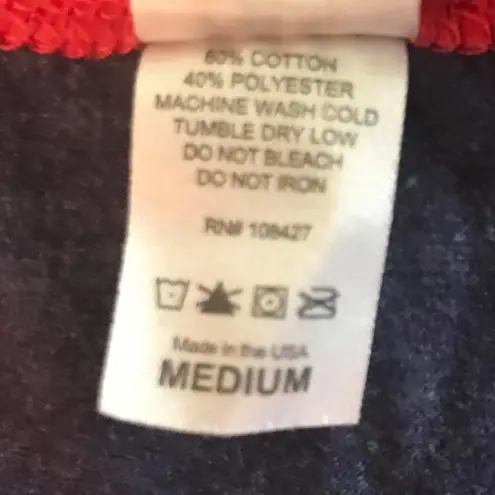 60% COTTON
40% POLYESTER
MACHINE WASH COLD
TUMBLE DRY LOW
DO NOT BLEACH
DO NOT IRON
RN# 108427
Made in the USA
MEDIUM